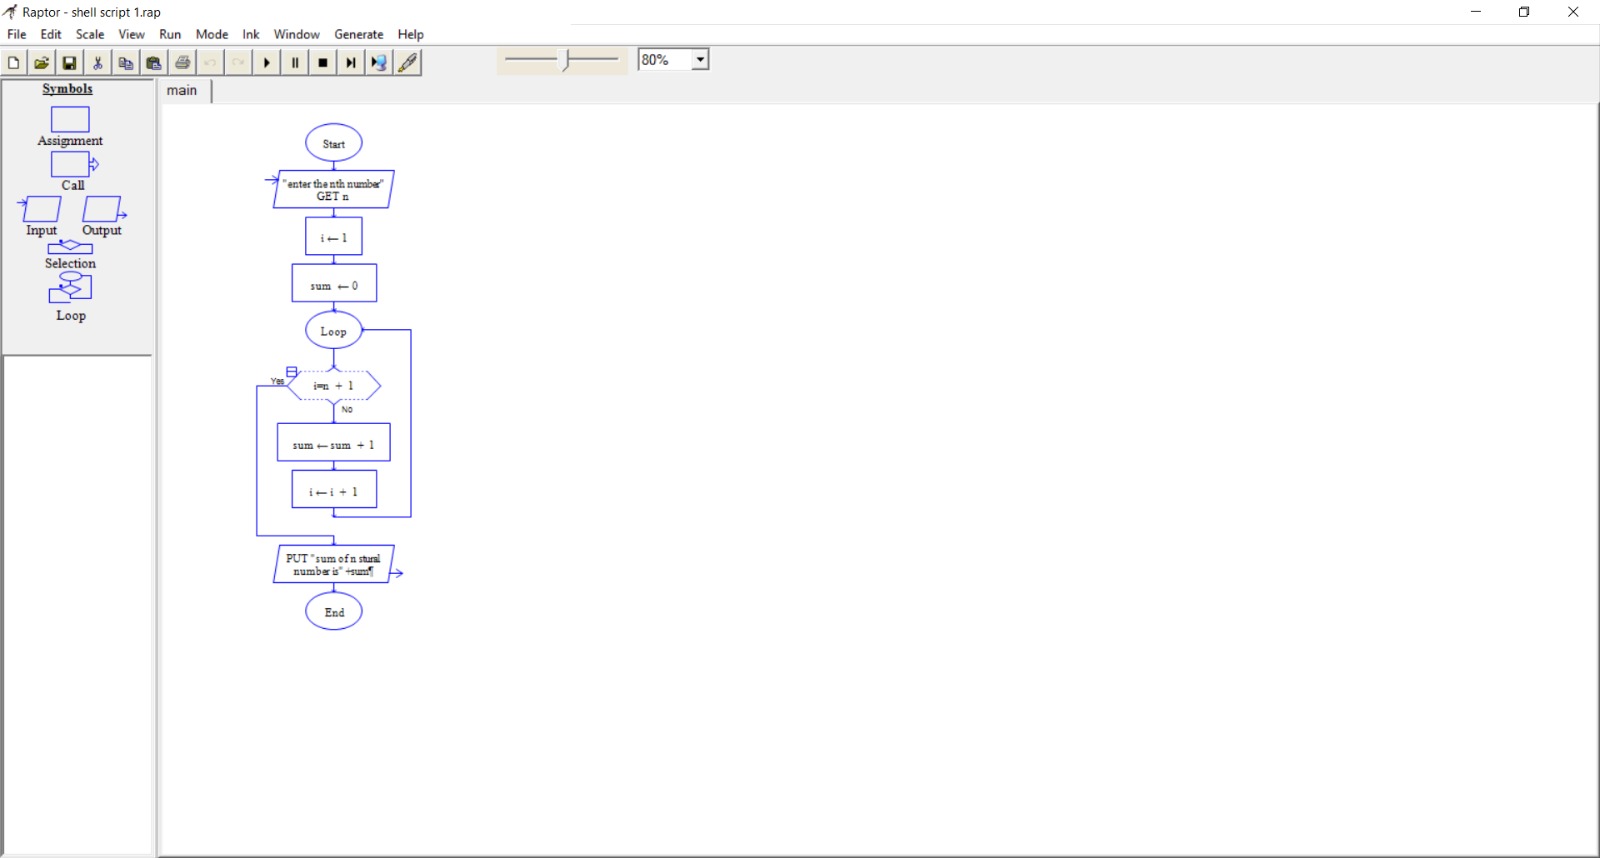 Raptor - shell script 1.rap
File Edit Scale View Run Mode Ink Window Generate Help
80%
Symbols
main
Assignment
Call
Input Output
Selection
Loop
Start
"enter the nth number"
GET n
i ← 1
sum ← 0
Loop
Yes
i=n + 1
No
sum ← sum + 1
i ← i + 1
PUT "sum of n stural
number is" +sum¶
End